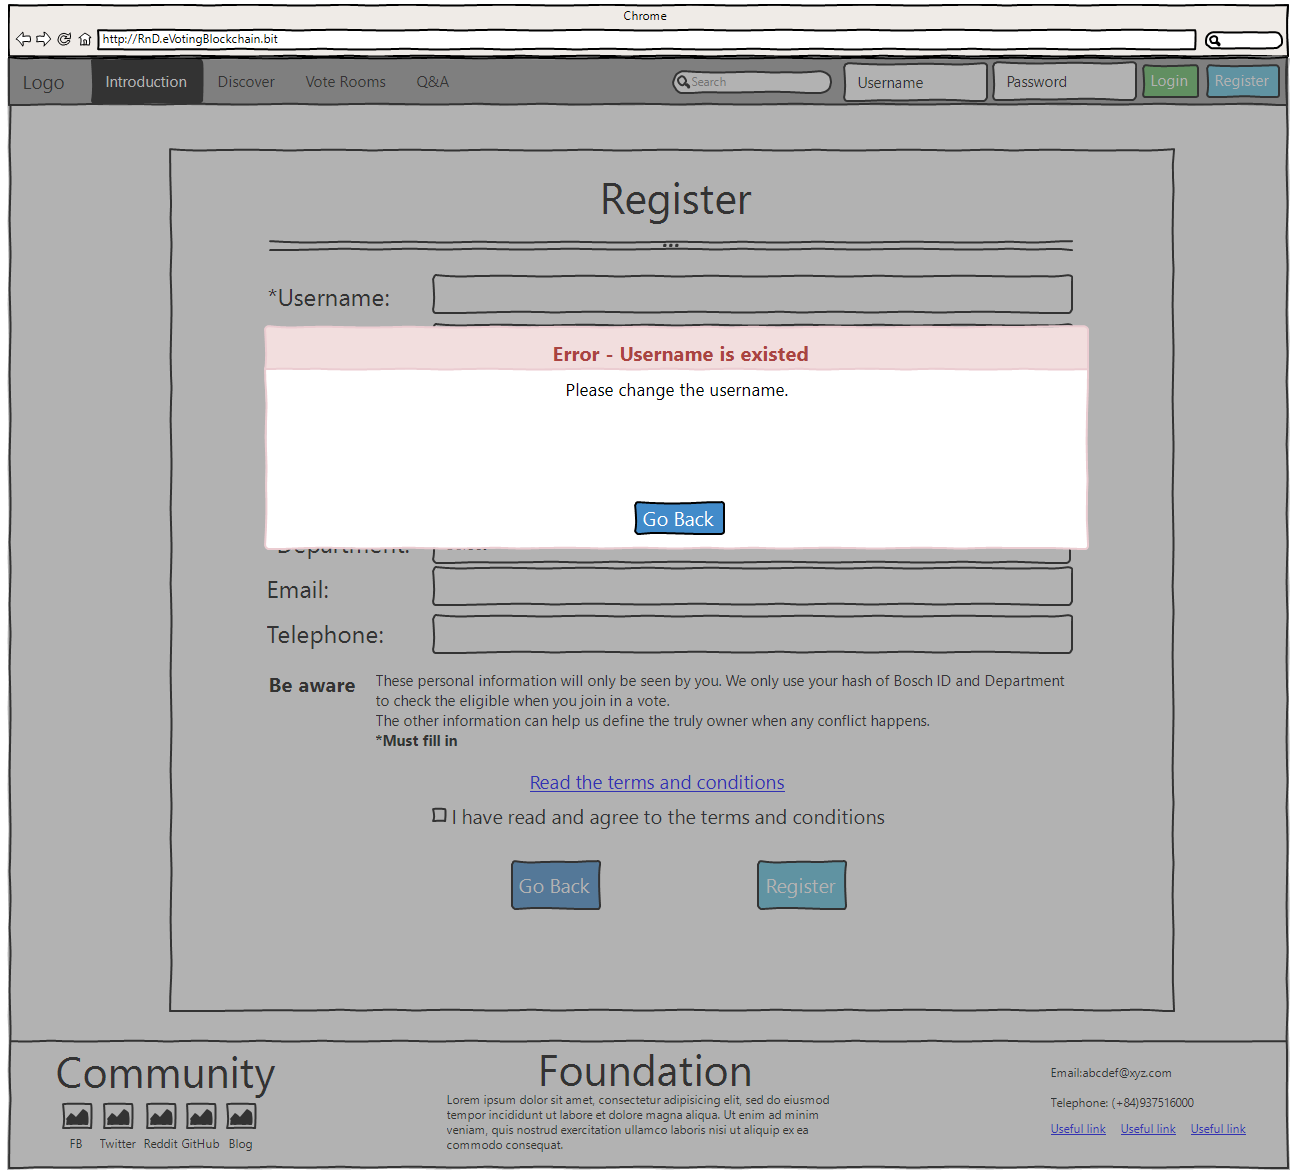 Chrome
http://RnD.eVotingBlockchain.bit
Logo Introduction Discover Vote Rooms Q&A Search Username Password Login Register
Register
*Username:
Error - Username is existed
Please change the username.
Go Back
Email:
Telephone:
Be aware These personal information will only be seen by you. We only use your hash of Bosch ID and Department
to check the eligible when you join in a vote.
The other information can help us define the truly owner when any conflict happens.
*Must fill in
Read the terms and conditions
I have read and agree to the terms and conditions
Go Back Register
Community
FB Twitter Reddit GitHub Blog
Foundation
Lorem ipsum dolor sit amet, consectetur adipisicing elit, sed do eiusmod
tempor incididunt ut labore et dolore magna aliqua. Ut enim ad minim
veniam, quis nostrud exercitation ullamco laboris nisi ut aliquip ex ea
commodo consequat.
Email:abcdef@xyz.com
Telephone: (+84)937516000
Useful link Useful link Useful link